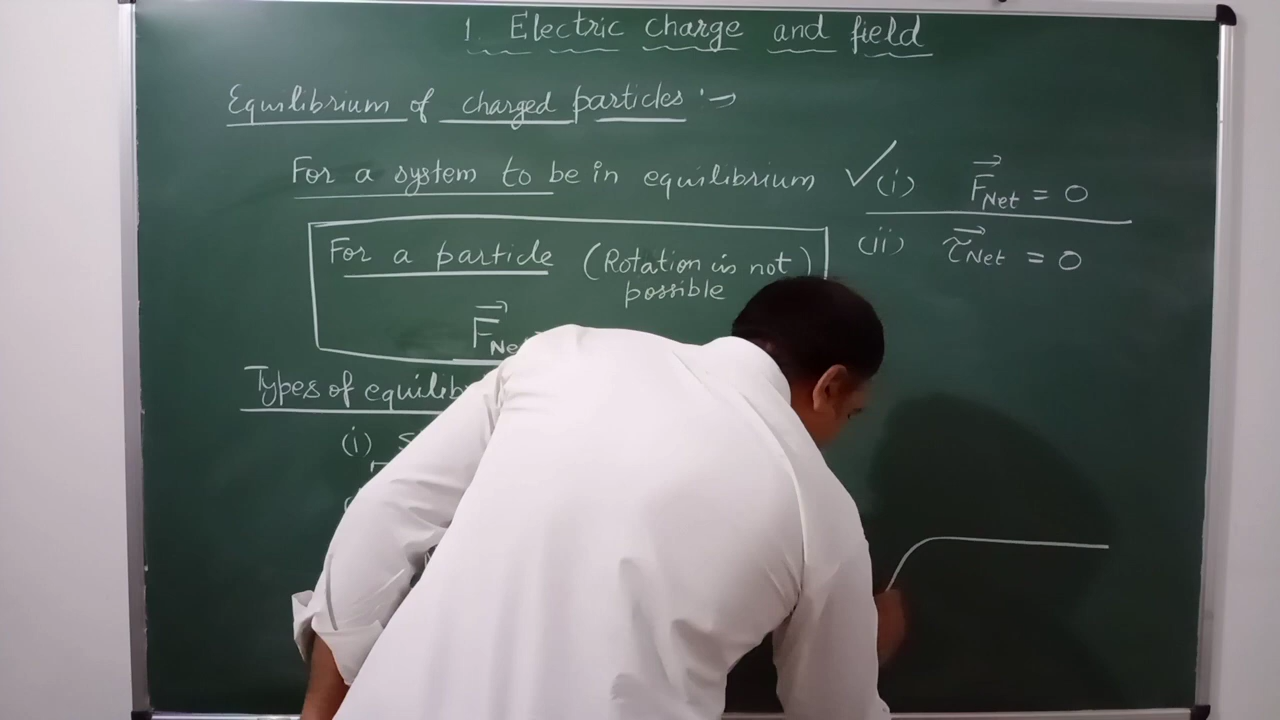 1. Electric charge and field
Equilibrium of charged particles :→
For a system to be in equilibrium ✓(i) F⃗Net = 0
(ii) τ⃗Net = 0
For a particle (Rotation is not possible)
F⃗Ne
Types of equilib
(i) S